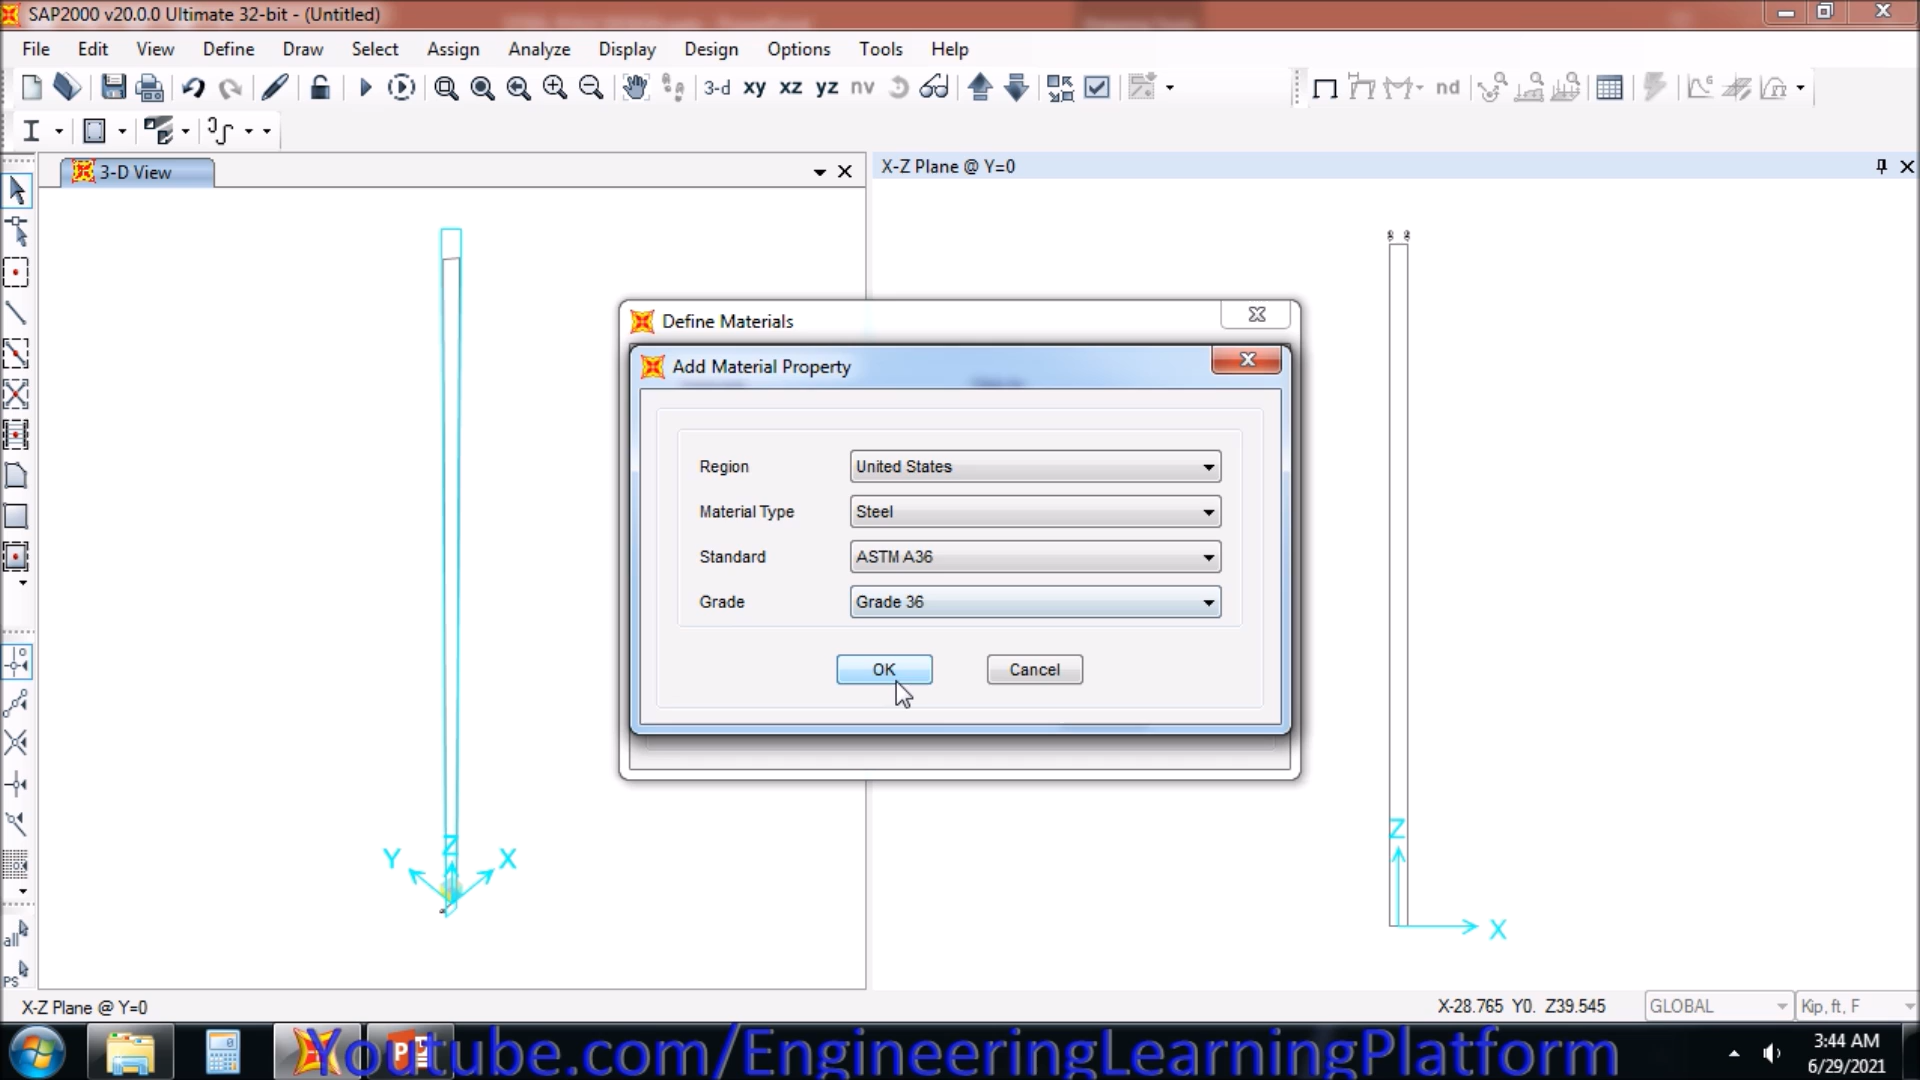 SAP2000 v20.0.0 Ultimate 32-bit - (Untitled)
File Edit View Define Draw Select Assign Analyze Display Design Options Tools Help
3-d xy xz yz nv nd
3-D View
X-Z Plane @ Y=0
Define Materials
Add Material Property
Region United States
Material Type Steel
Standard ASTM A36
Grade Grade 36
OK Cancel
Z
Y X
Z
X
all
PS
X-Z Plane @ Y=0
X-28.765 Y0. Z39.545 GLOBAL Kip, ft, F
Youtube.com/EngineeringLearningPlatform
3:44 AM
6/29/2021